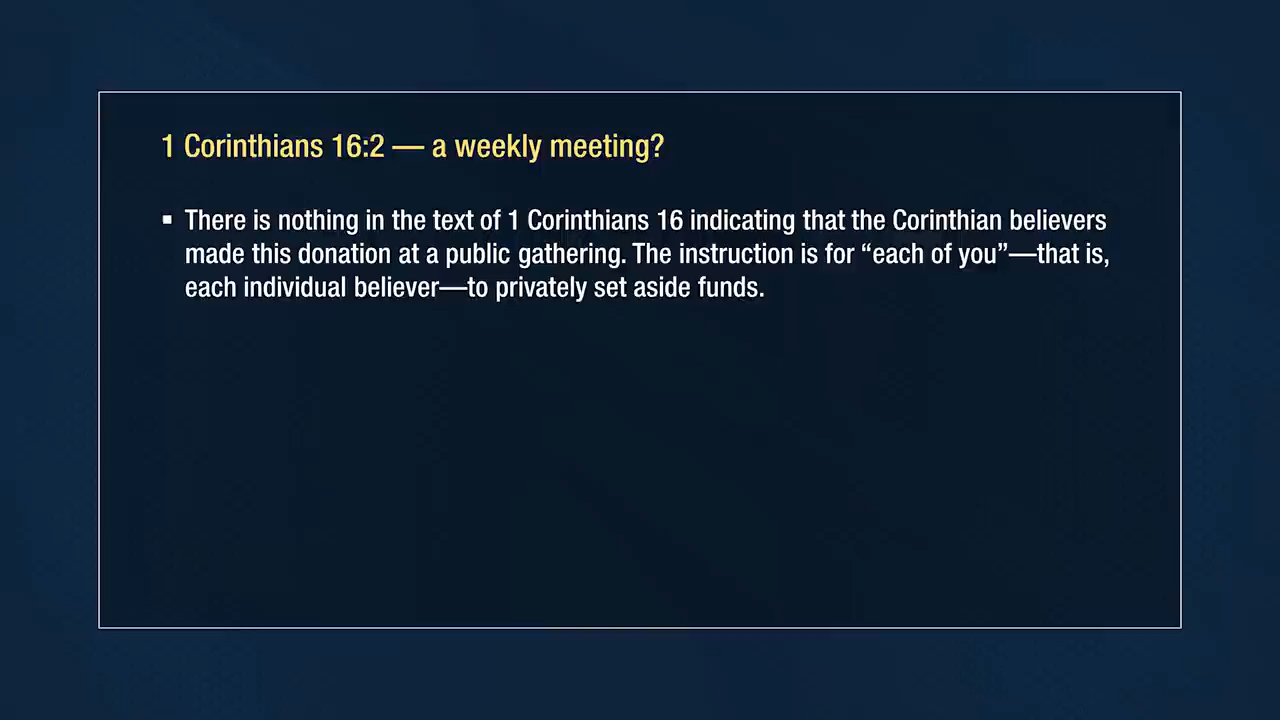 1 Corinthians 16:2 — a weekly meeting?
▪ There is nothing in the text of 1 Corinthians 16 indicating that the Corinthian believers
made this donation at a public gathering. The instruction is for “each of you”—that is,
each individual believer—to privately set aside funds.